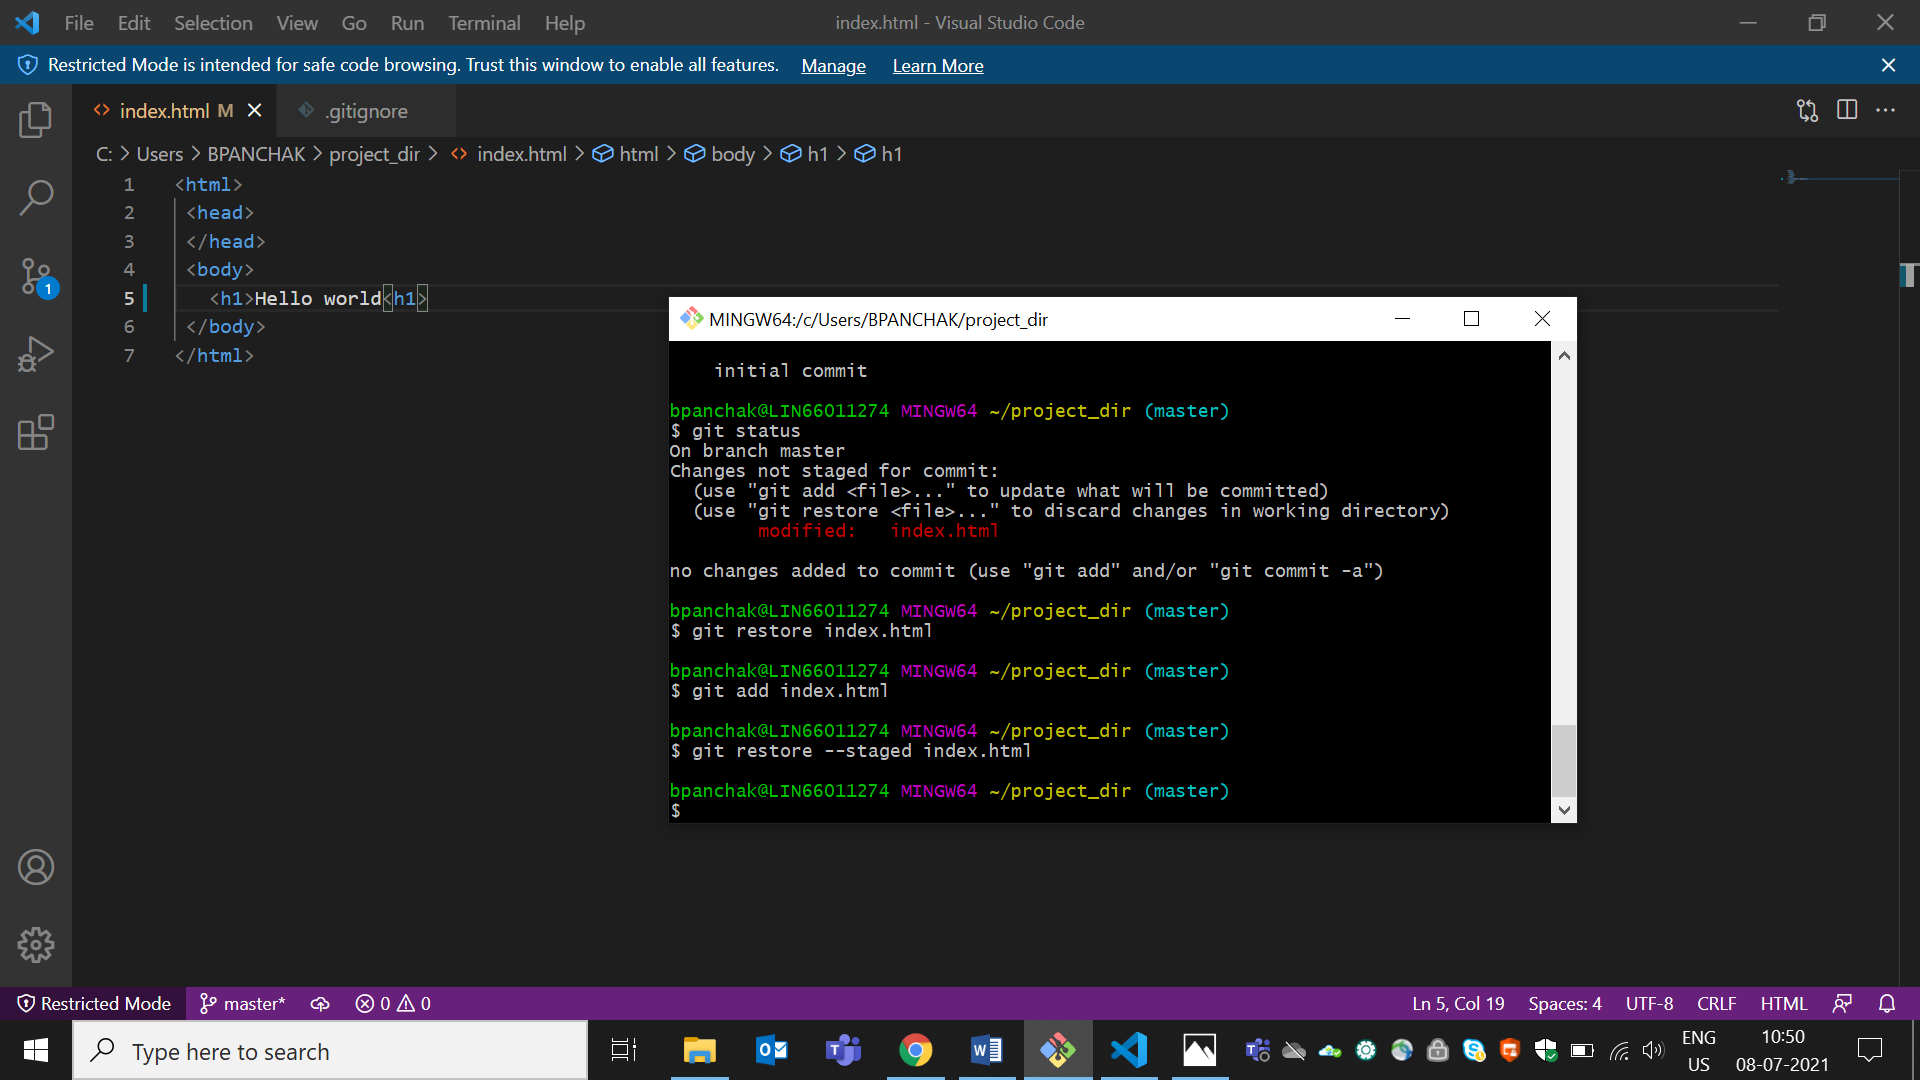 File Edit Selection View Go Run Terminal Help index.html - Visual Studio Code
Restricted Mode is intended for safe code browsing. Trust this window to enable all features. Manage Learn More
index.html M .gitignore
C: > Users > BPANCHAK > project_dir > index.html > html > body > h1 > h1
1 <html>
2 <head>
3 </head>
4 <body>
5 <h1>Hello world<h1>
6 </body>
7 </html>
1
MINGW64:/c/Users/BPANCHAK/project_dir
initial commit
bpanchak@LIN66011274 MINGW64 ~/project_dir (master)
$ git status
On branch master
Changes not staged for commit:
(use "git add <file>..." to update what will be committed)
(use "git restore <file>..." to discard changes in working directory)
modified: index.html
no changes added to commit (use "git add" and/or "git commit -a")
bpanchak@LIN66011274 MINGW64 ~/project_dir (master)
$ git restore index.html
bpanchak@LIN66011274 MINGW64 ~/project_dir (master)
$ git add index.html
bpanchak@LIN66011274 MINGW64 ~/project_dir (master)
$ git restore --staged index.html
bpanchak@LIN66011274 MINGW64 ~/project_dir (master)
$
Restricted Mode master* 0 0 Ln 5, Col 19 Spaces: 4 UTF-8 CRLF HTML
Type here to search
ENG 10:50
US 08-07-2021